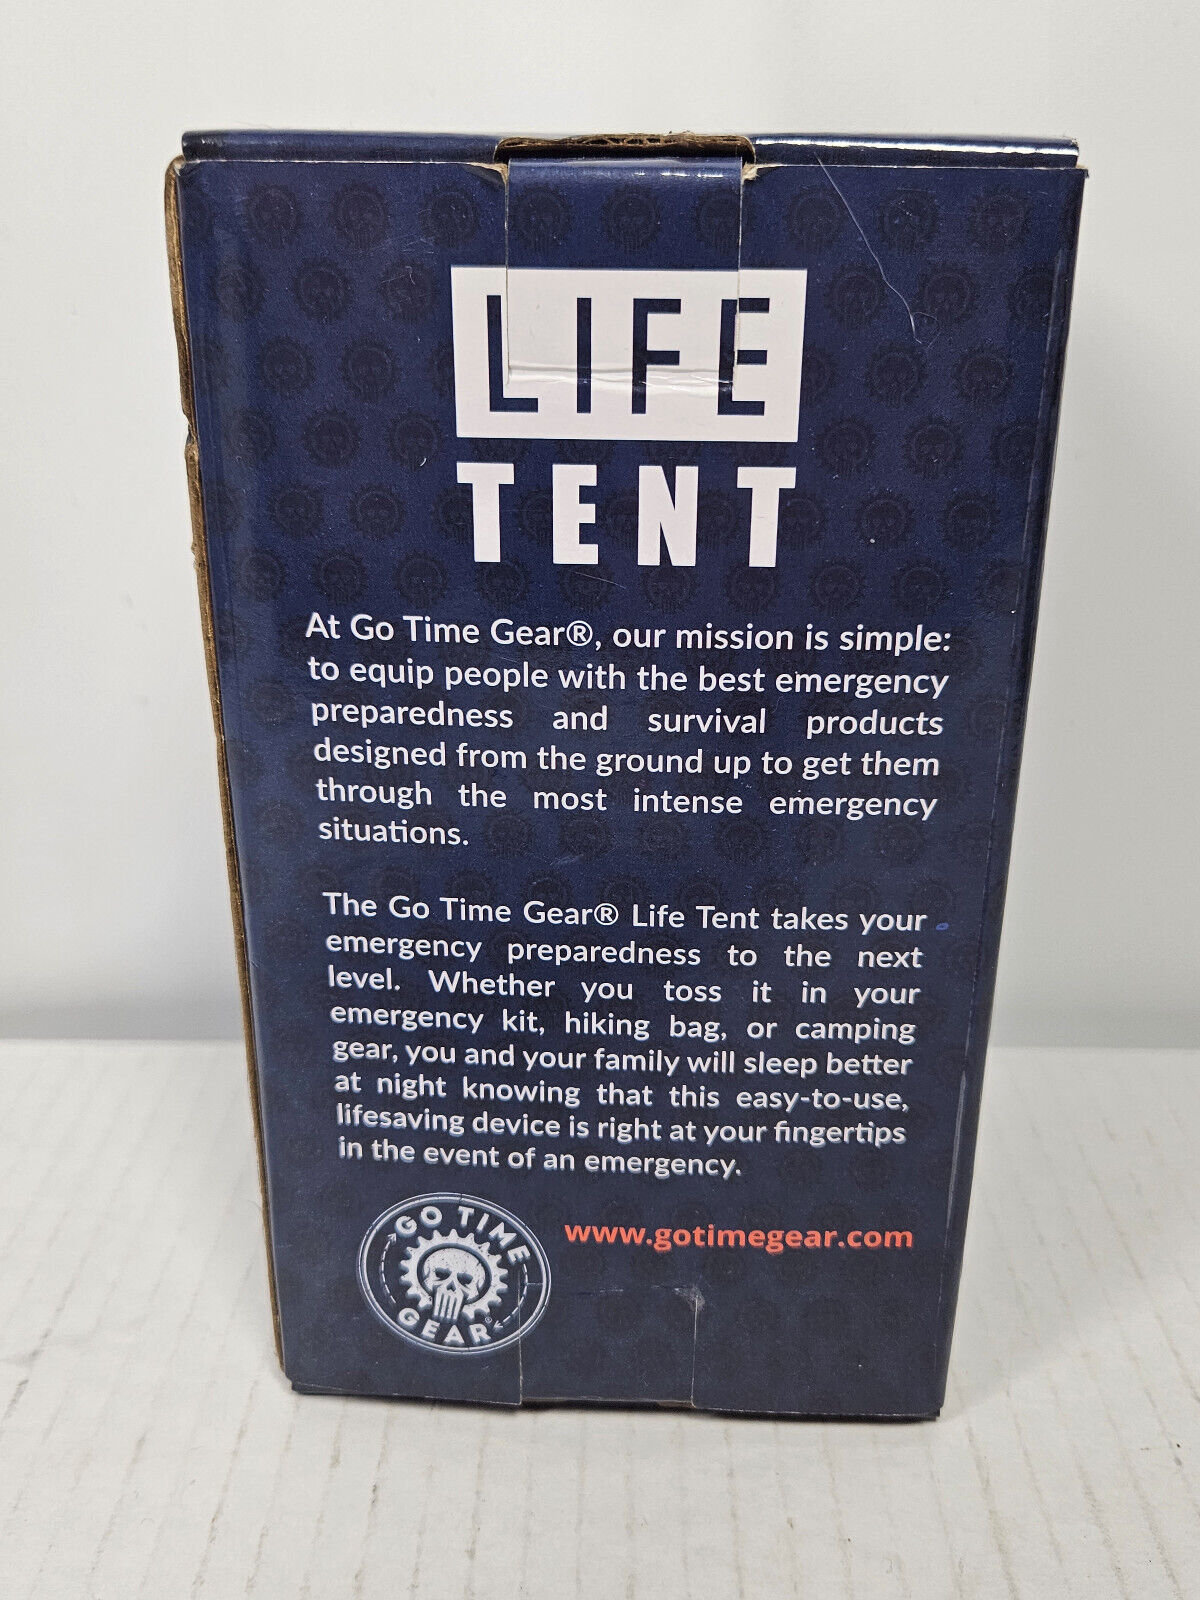 LIFE
TENT
At Go Time Gear®, our mission is simple:
to equip people with the best emergency
preparedness and survival products
designed from the ground up to get them
through the most intense emergency
situations.
The Go Time Gear® Life Tent takes your
emergency preparedness to the next
level. Whether you toss it in your
emergency kit, hiking bag, or camping
gear, you and your family will sleep better
at night knowing that this easy-to-use,
lifesaving device is right at your fingertips
in the event of an emergency.
GO TIME
GEAR®
www.gotimegear.com